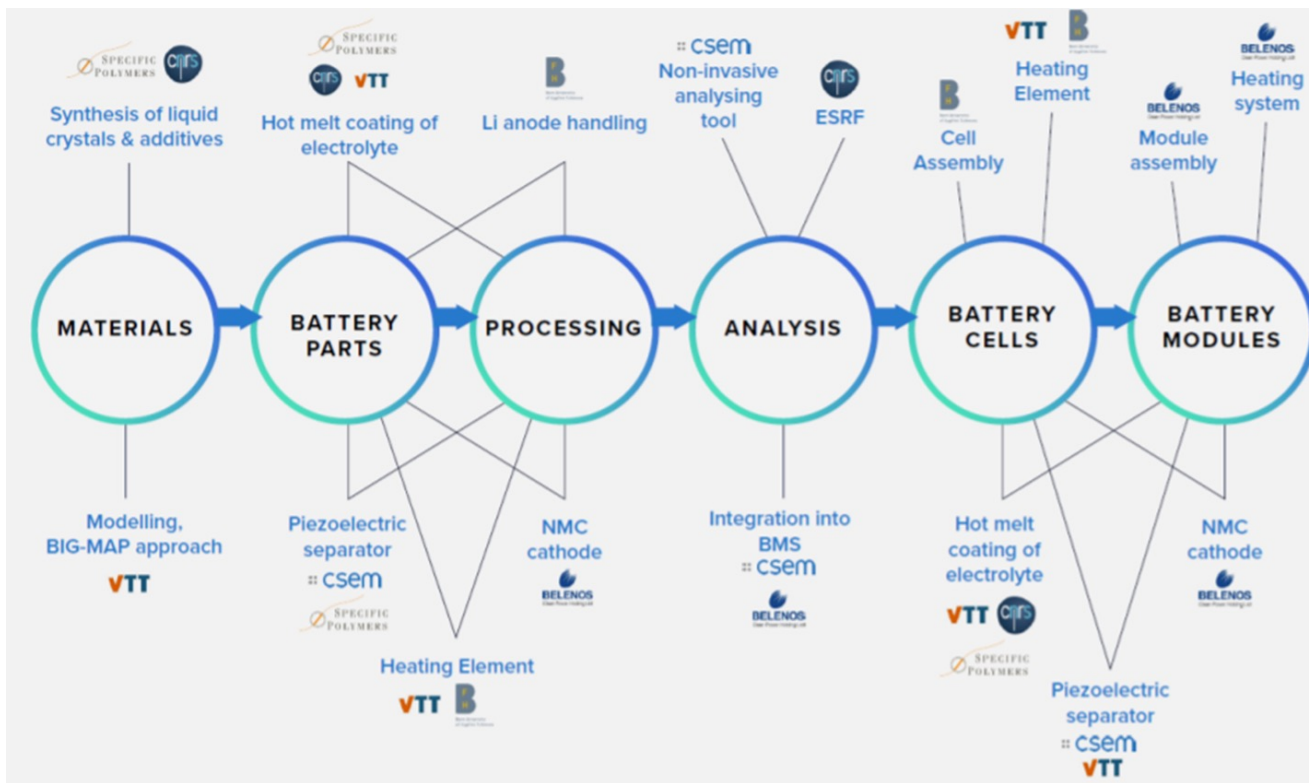 SPECIFIC
POLYMERS
cnrs
Synthesis of liquid
crystals & additives
SPECIFIC
POLYMERS
cnrs
VTT
Hot melt coating of
electrolyte
B
F
H
Li anode handling
csem
Non-invasive
analysing
tool
cnrs
ESRF
B
F
H
Cell
Assembly
VTT
B
F
H
Heating
Element
BELENOS
Module
assembly
BELENOS
Heating
system
MATERIALS
BATTERY
PARTS
PROCESSING
ANALYSIS
BATTERY
CELLS
BATTERY
MODULES
Modelling,
BIG-MAP approach
VTT
Piezoelectric
separator
csem
SPECIFIC
POLYMERS
NMC
cathode
BELENOS
Heating Element
VTT
B
F
H
Integration into
BMS
csem
BELENOS
Hot melt
coating of
electrolyte
VTT
cnrs
SPECIFIC
POLYMERS
NMC
cathode
BELENOS
Piezoelectric
separator
csem
VTT